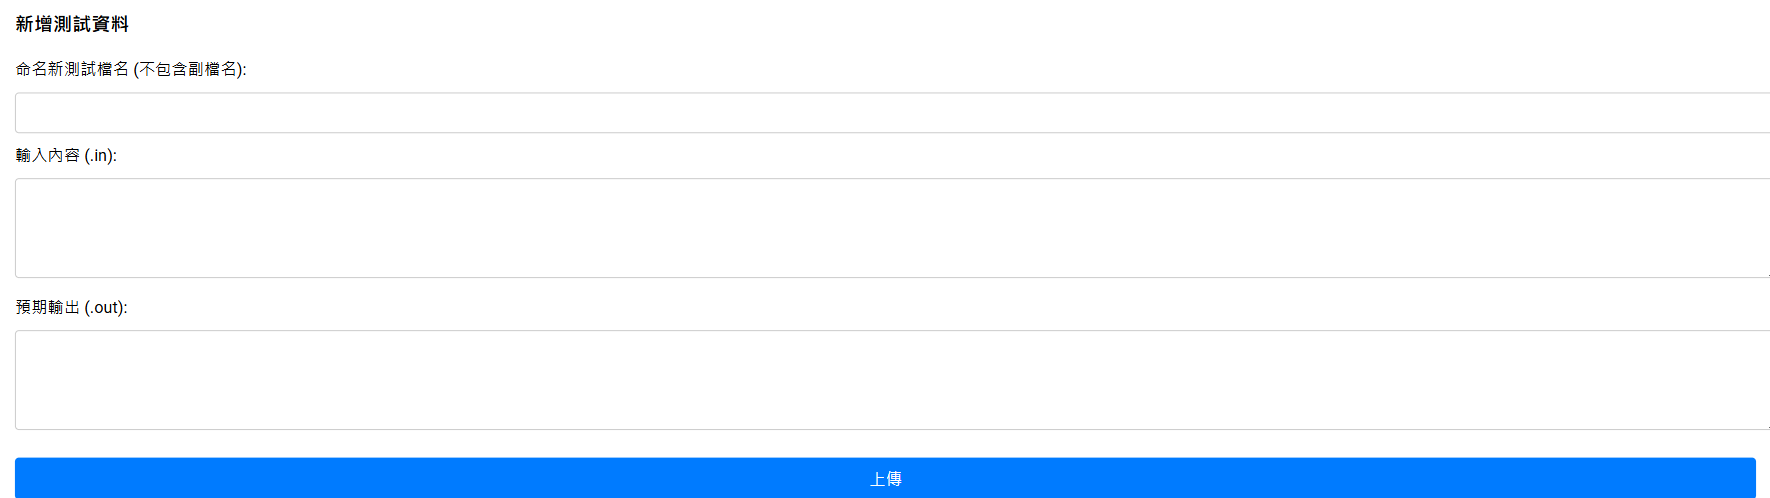 新增測試資料
命名新測試檔名 (不包含副檔名):
輸入內容 (.in):
預期輸出 (.out):
上傳